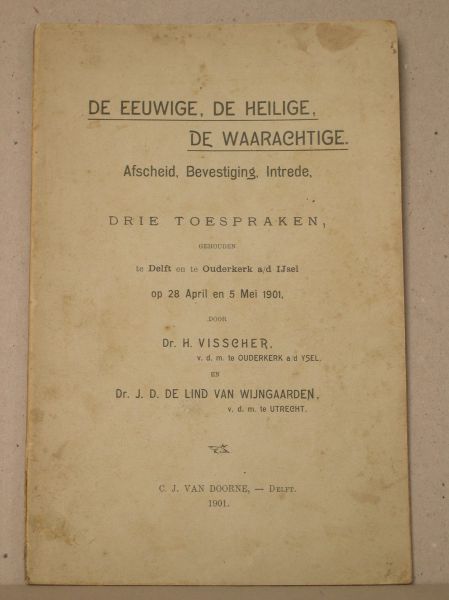 DE EEUWIGE, DE HEILIGE,
DE WAARACHTIGE.
Afscheid, Bevestiging, Intrede,
DRIE TOESPRAKEN,
GEHOUDEN
te Delft en te Ouderkerk a/d IJsel
op 28 April en 5 Mei 1901,
DOOR
Dr. H. VISSCHER,
v. d. m. te OUDERKERK a/d YSEL.
EN
Dr. J. D. DE LIND VAN WIJNGAARDEN,
v. d. m. te UTRECHT.
C. J. VAN DOORNE, — DELFT.
1901.